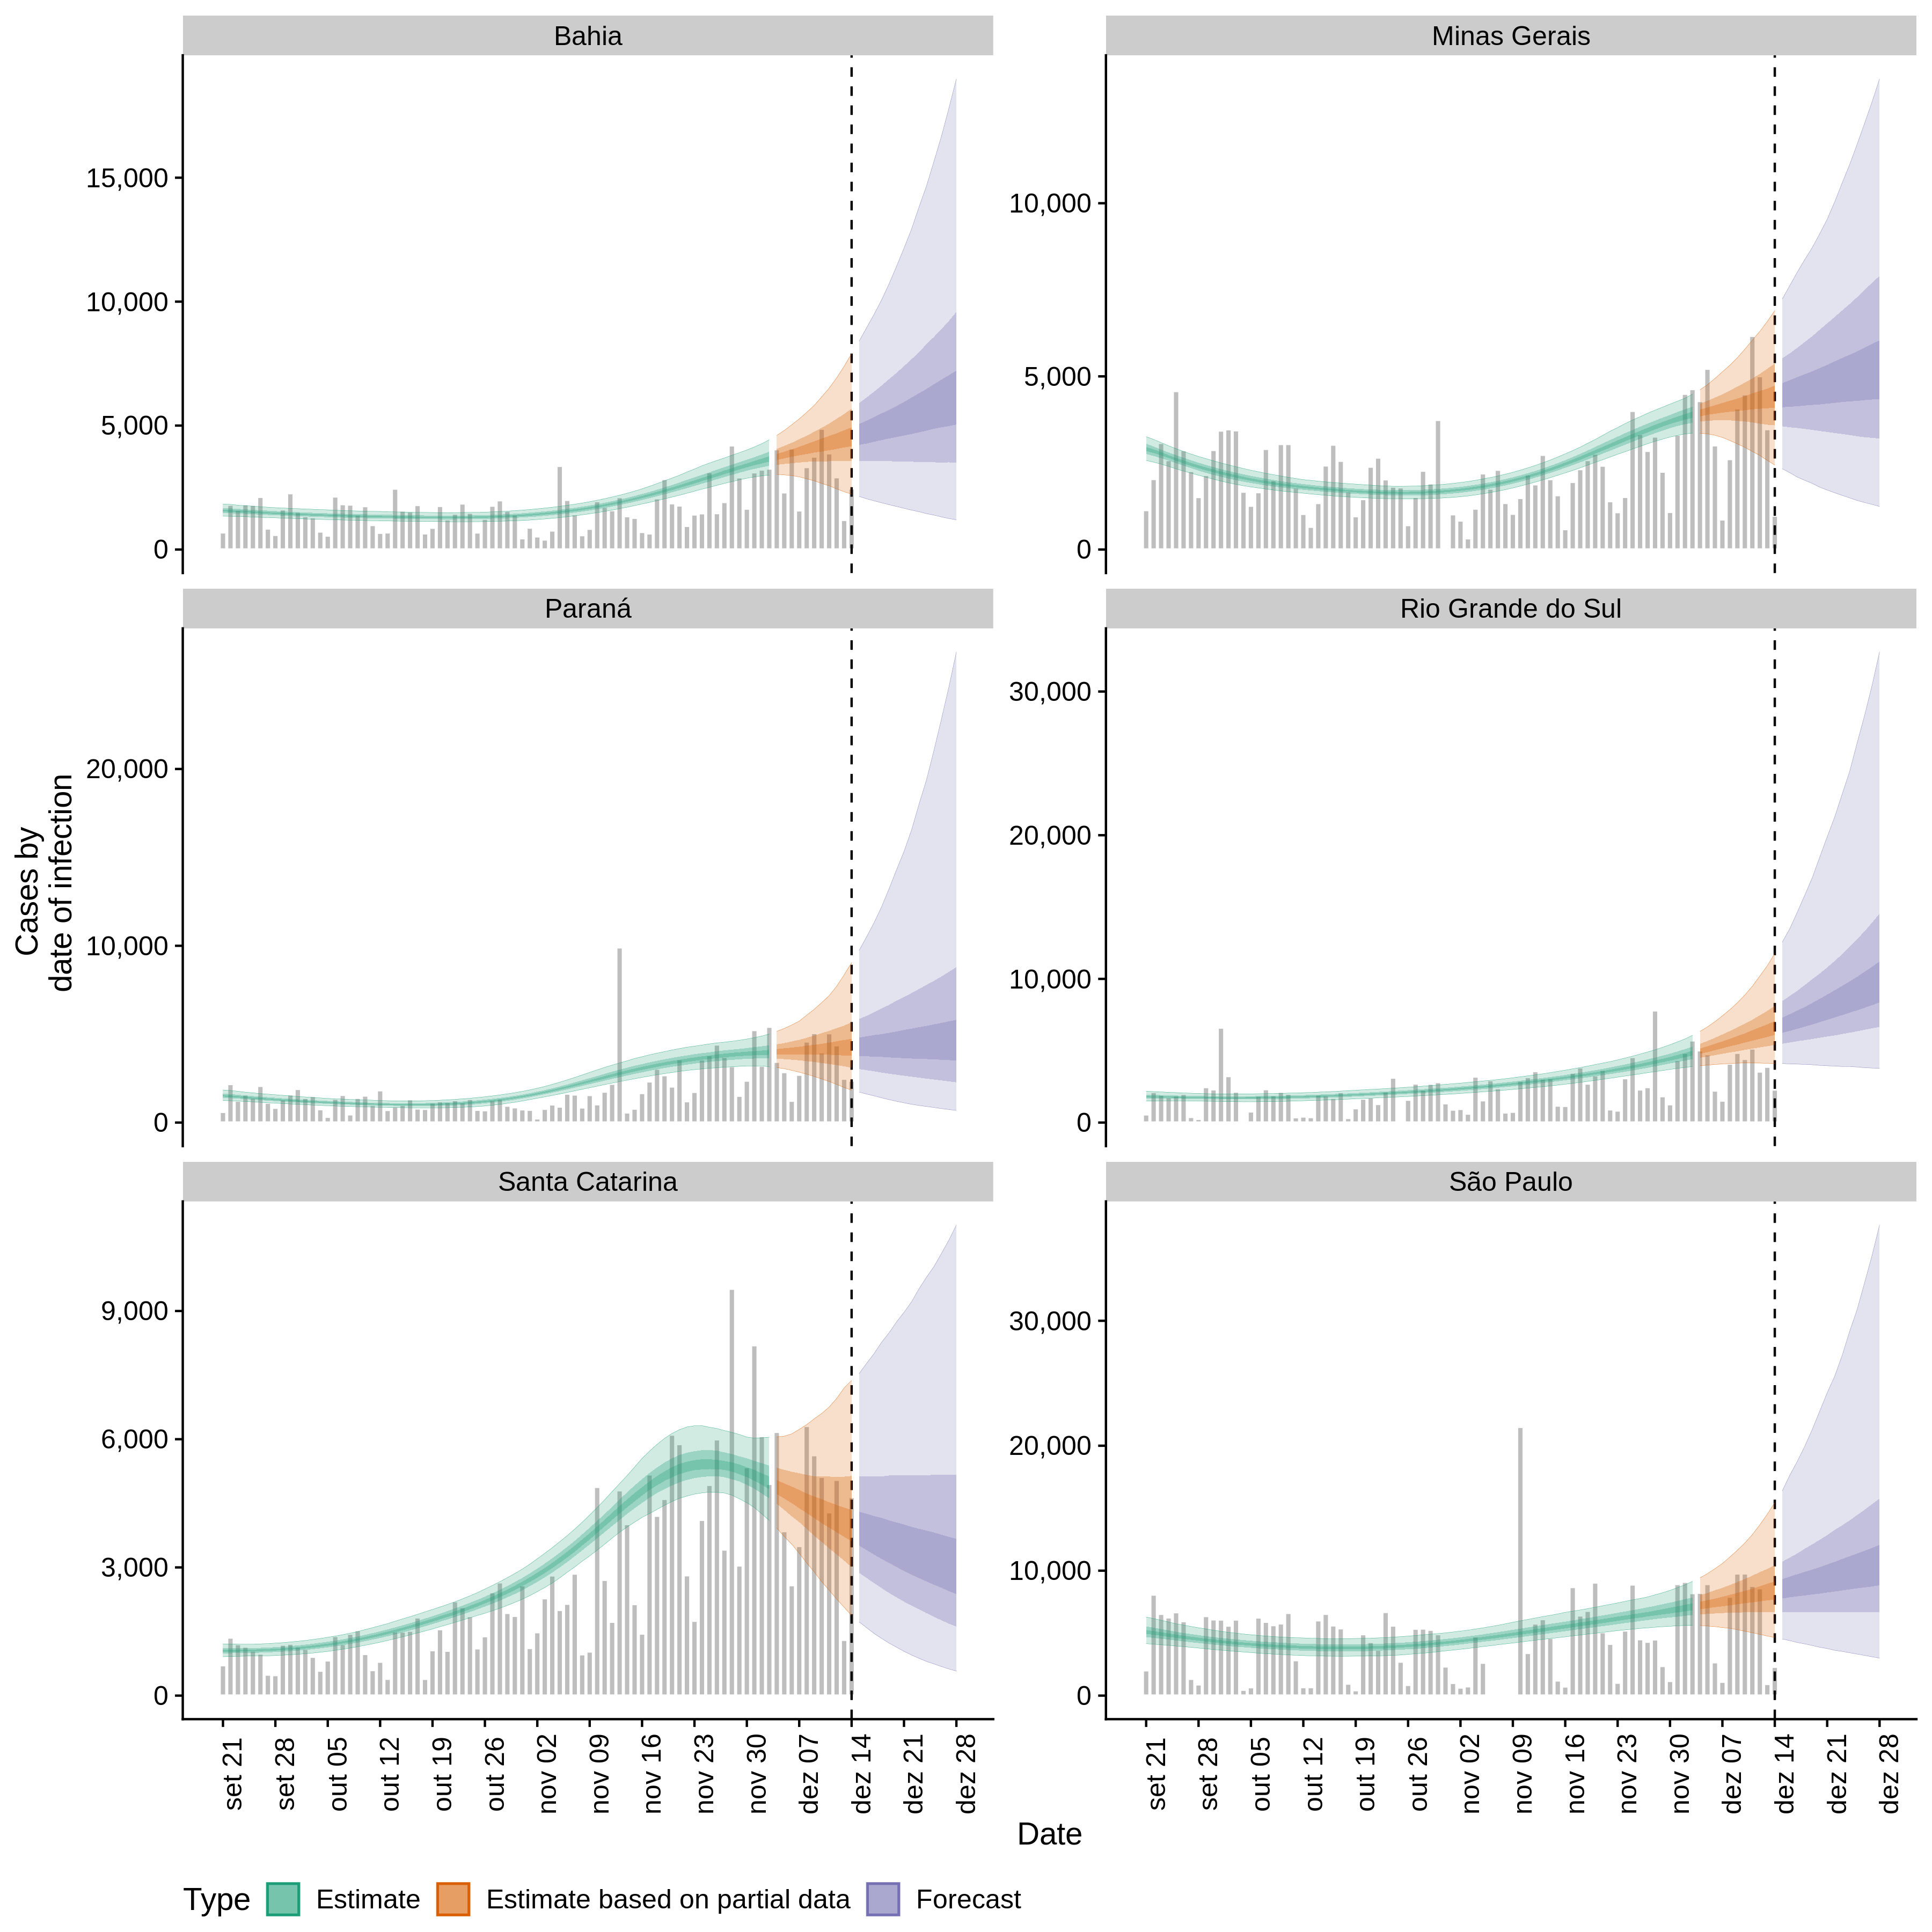 Bahia
Minas Gerais
15,000
10,000
5,000
0
10,000
5,000
0
Paraná
Rio Grande do Sul
20,000
10,000
0
30,000
20,000
10,000
0
Cases by
date of infection
Santa Catarina
São Paulo
9,000
6,000
3,000
0
30,000
20,000
10,000
0
set 21
set 28
out 05
out 12
out 19
out 26
nov 02
nov 09
nov 16
nov 23
nov 30
dez 07
dez 14
dez 21
dez 28
set 21
set 28
out 05
out 12
out 19
out 26
nov 02
nov 09
nov 16
nov 23
nov 30
dez 07
dez 14
dez 21
dez 28
Date
Type Estimate Estimate based on partial data Forecast